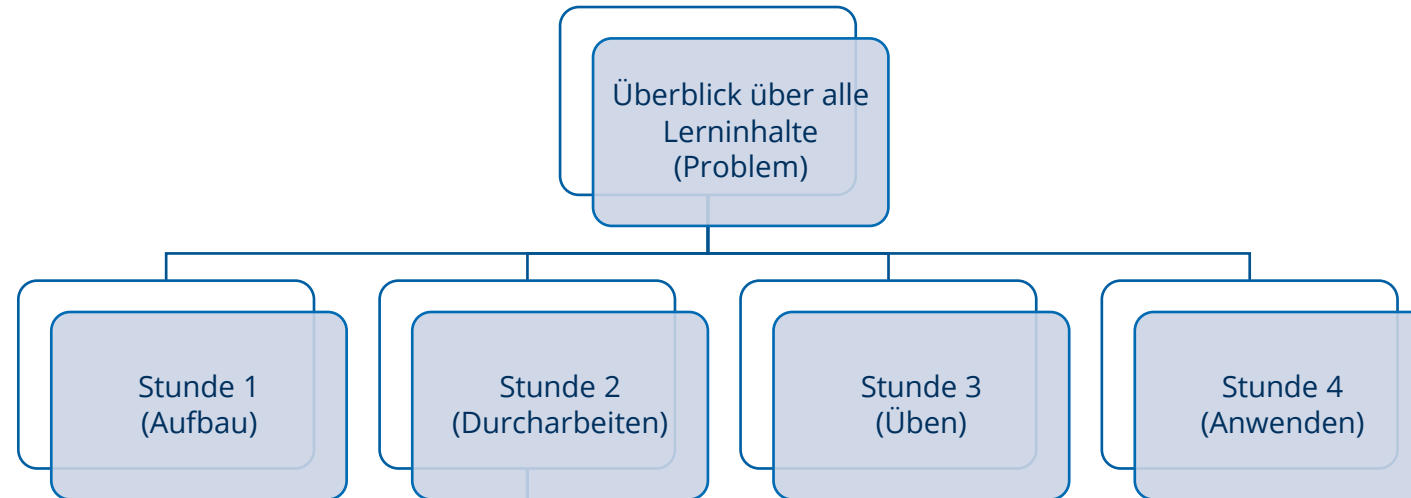 Überblick über alle
Lerninhalte
(Problem)
Stunde 1
(Aufbau)
Stunde 2
(Durcharbeiten)
Stunde 3
(Üben)
Stunde 4
(Anwenden)